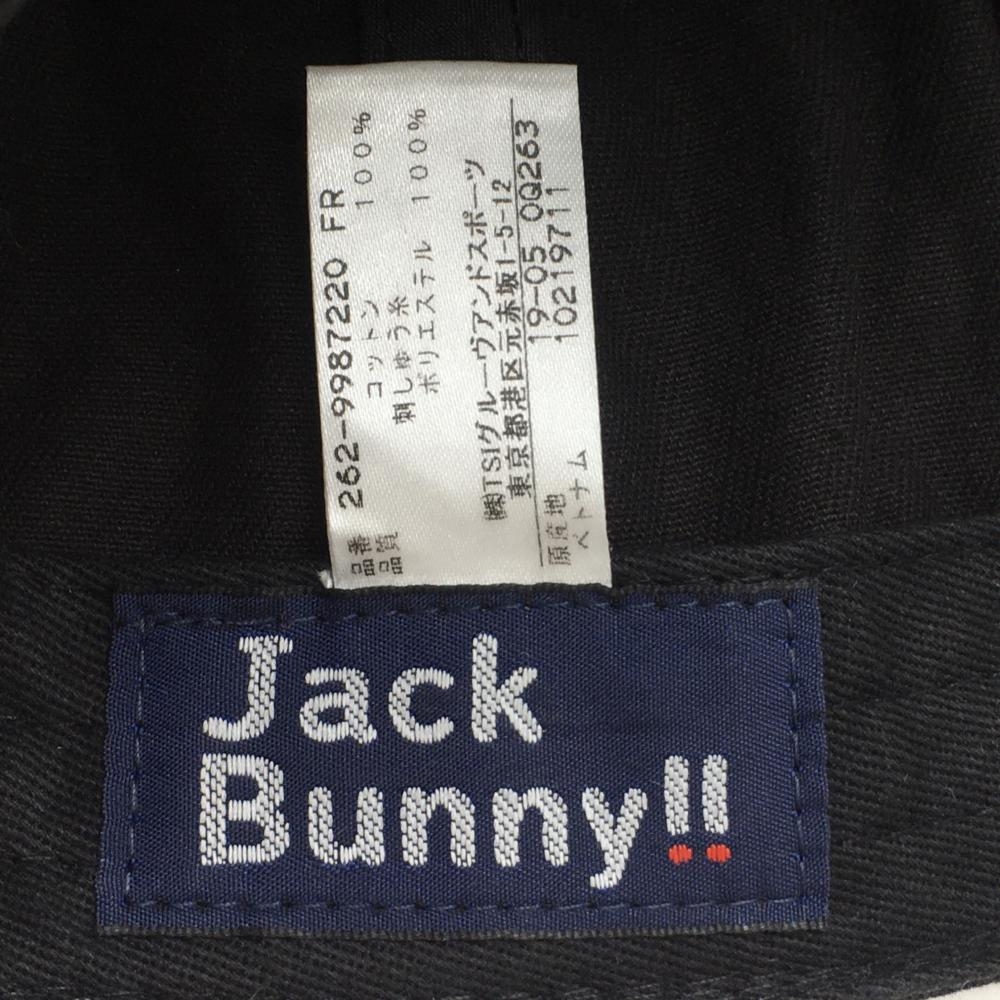 品番 262-9987220 FR
品質 コットン 100%
刺しゅう糸
ポリエステル 100%
㈱TSIグルーヴアンドスポーツ
東京都港区元赤坂1-5-12
19-05 0Q263
原産地 10219711
ベトナム
Jack
Bunny!!